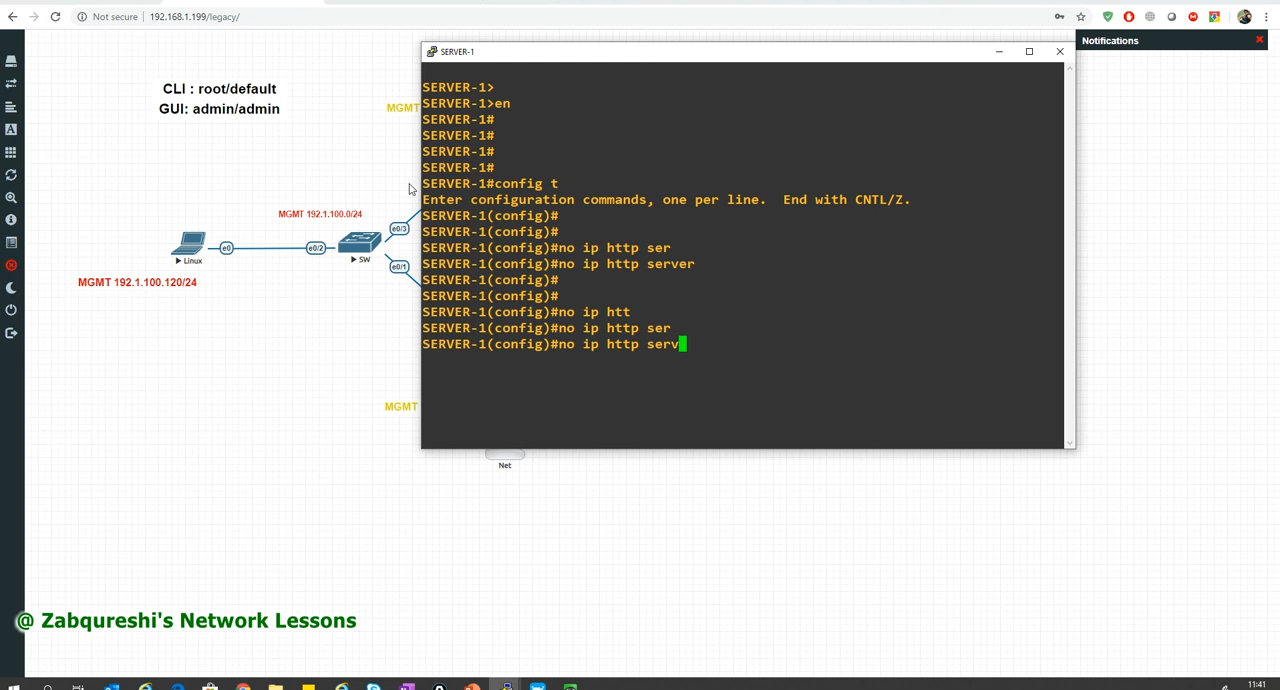 Not secure
192.168.1.199/legacy/
SERVER-1
Notifications
CLI : root/default
GUI: admin/admin
MGMT
MGMT 192.1.100.0/24
e0/3
e0
e0/2
Linux
SW
e0/1
MGMT 192.1.100.120/24
MGMT
Net
SERVER-1>
SERVER-1>en
SERVER-1#
SERVER-1#
SERVER-1#
SERVER-1#
SERVER-1#config t
Enter configuration commands, one per line.  End with CNTL/Z.
SERVER-1(config)#
SERVER-1(config)#
SERVER-1(config)#no ip http ser
SERVER-1(config)#no ip http server
SERVER-1(config)#
SERVER-1(config)#
SERVER-1(config)#no ip htt
SERVER-1(config)#no ip http ser
SERVER-1(config)#no ip http serv
@ Zabqureshi's Network Lessons
11:41